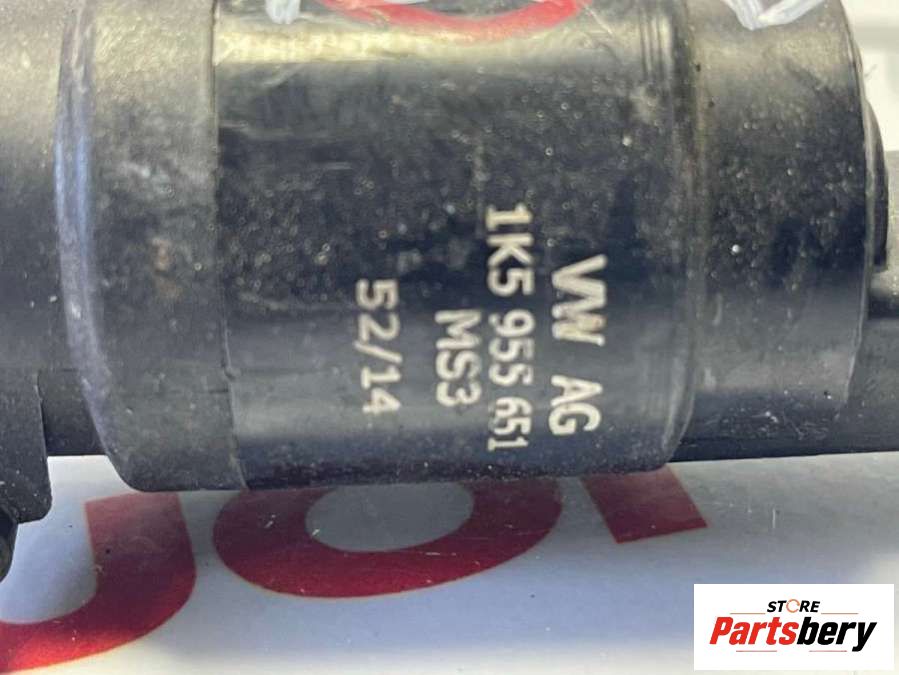 VW AG
1K5 955 651
MS3
52/14
STORE
Partsbery